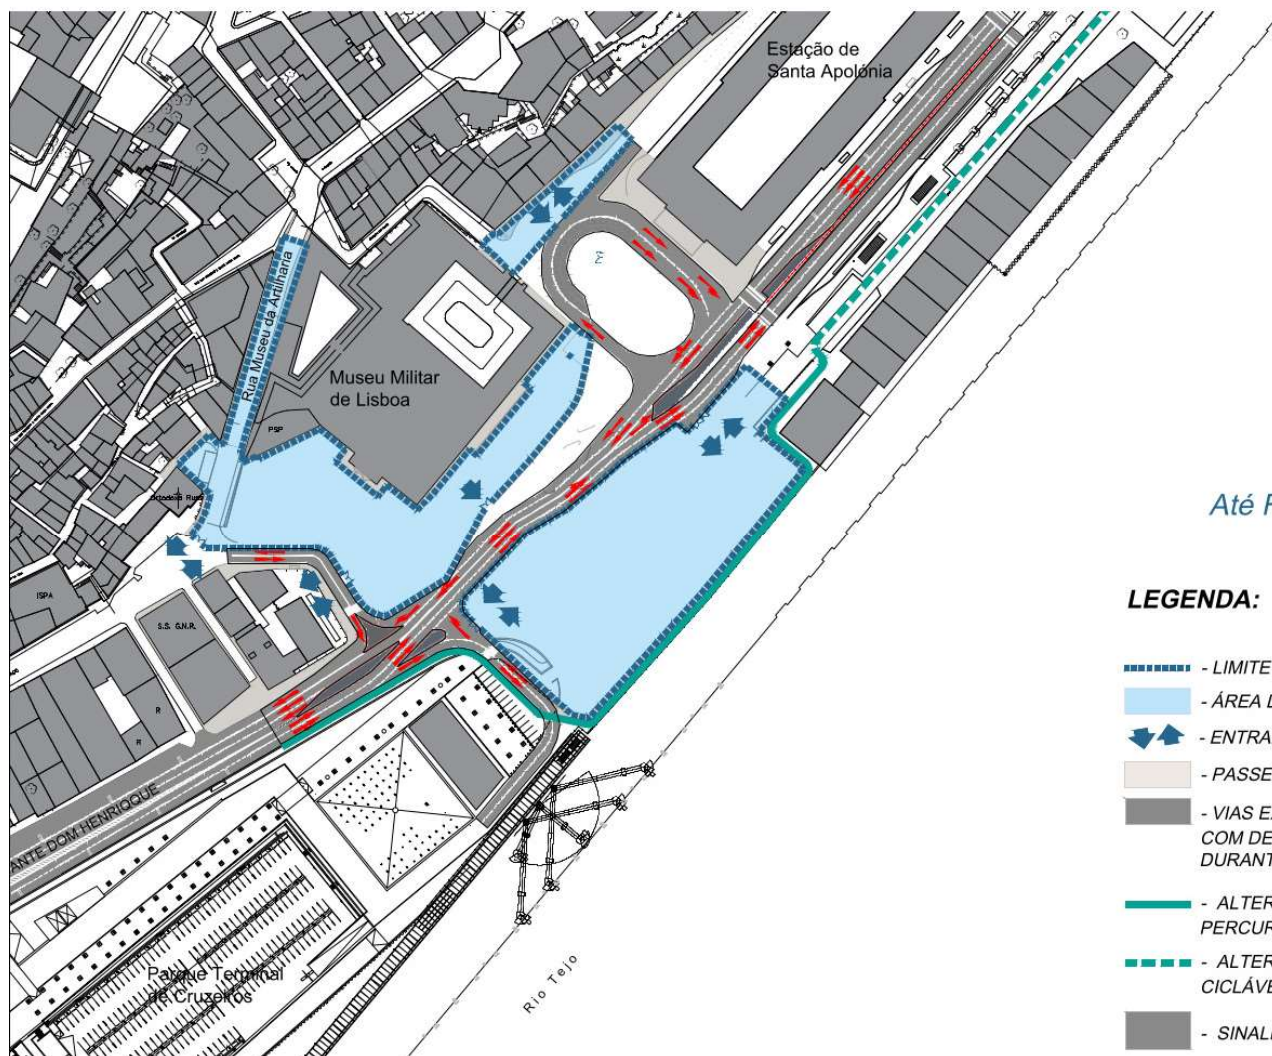 Estação de
Santa Apolónia
Rua Museu da Artilharia
Museu Militar
de Lisboa
PSP
ISPA
S.S. G.N.R.
R
R
ANTE DOM HENRIQUE
Parque Terminal
de Cruzeiros
Rio Tejo
Até
LEGENDA:
- LIMITE
- ÁREA
- ENTRA
- PASSE
- VIAS E
COM DE
DURANT
- ALTER
PERCUR
- ALTER
CICLÁVE
- SINALI